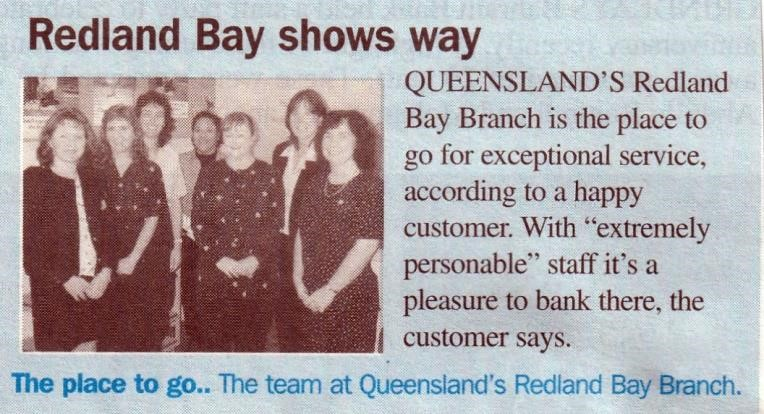 Redland Bay shows way
QUEENSLAND'S Redland
Bay Branch is the place to
go for exceptional service,
according to a happy
customer. With “extremely
personable” staff it's a
pleasure to bank there, the
customer says.
The place to go.. The team at Queensland's Redland Bay Branch.